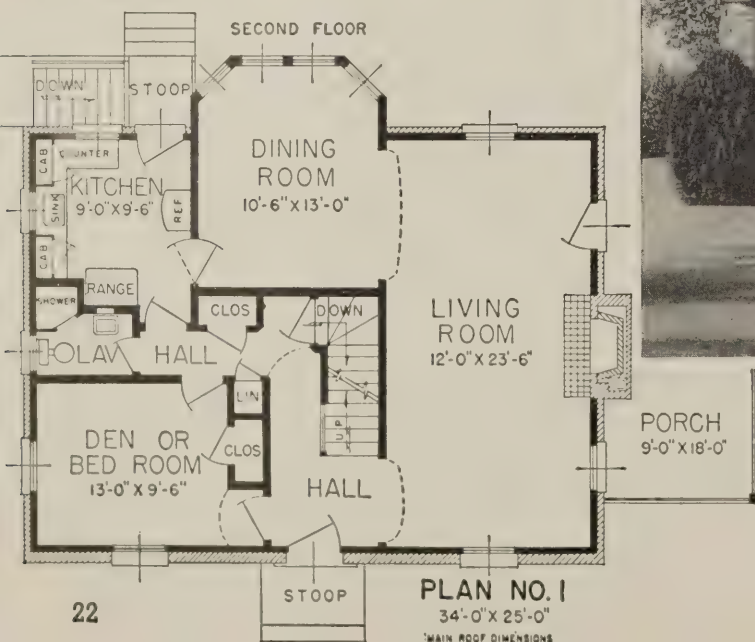 SECOND FLOOR
DOWN
STOOP
CAB
SINK
CAB
KITCHEN
9'-0"X9'-6"
REF
RANGE
DINING
ROOM
10'-6"X13'-0"
SHOWER
LAV
HALL
CLOS
DOWN
UP
LIN
CLOS
LIVING
ROOM
12'-0"X23'-6"
DEN OR
BED ROOM
13'-0"X9'-6"
HALL
PORCH
9'-0"X18'-0"
STOOP
PLAN NO. 1
34'-0"X25'-0"
MAIN ROOF DIMENSIONS
22